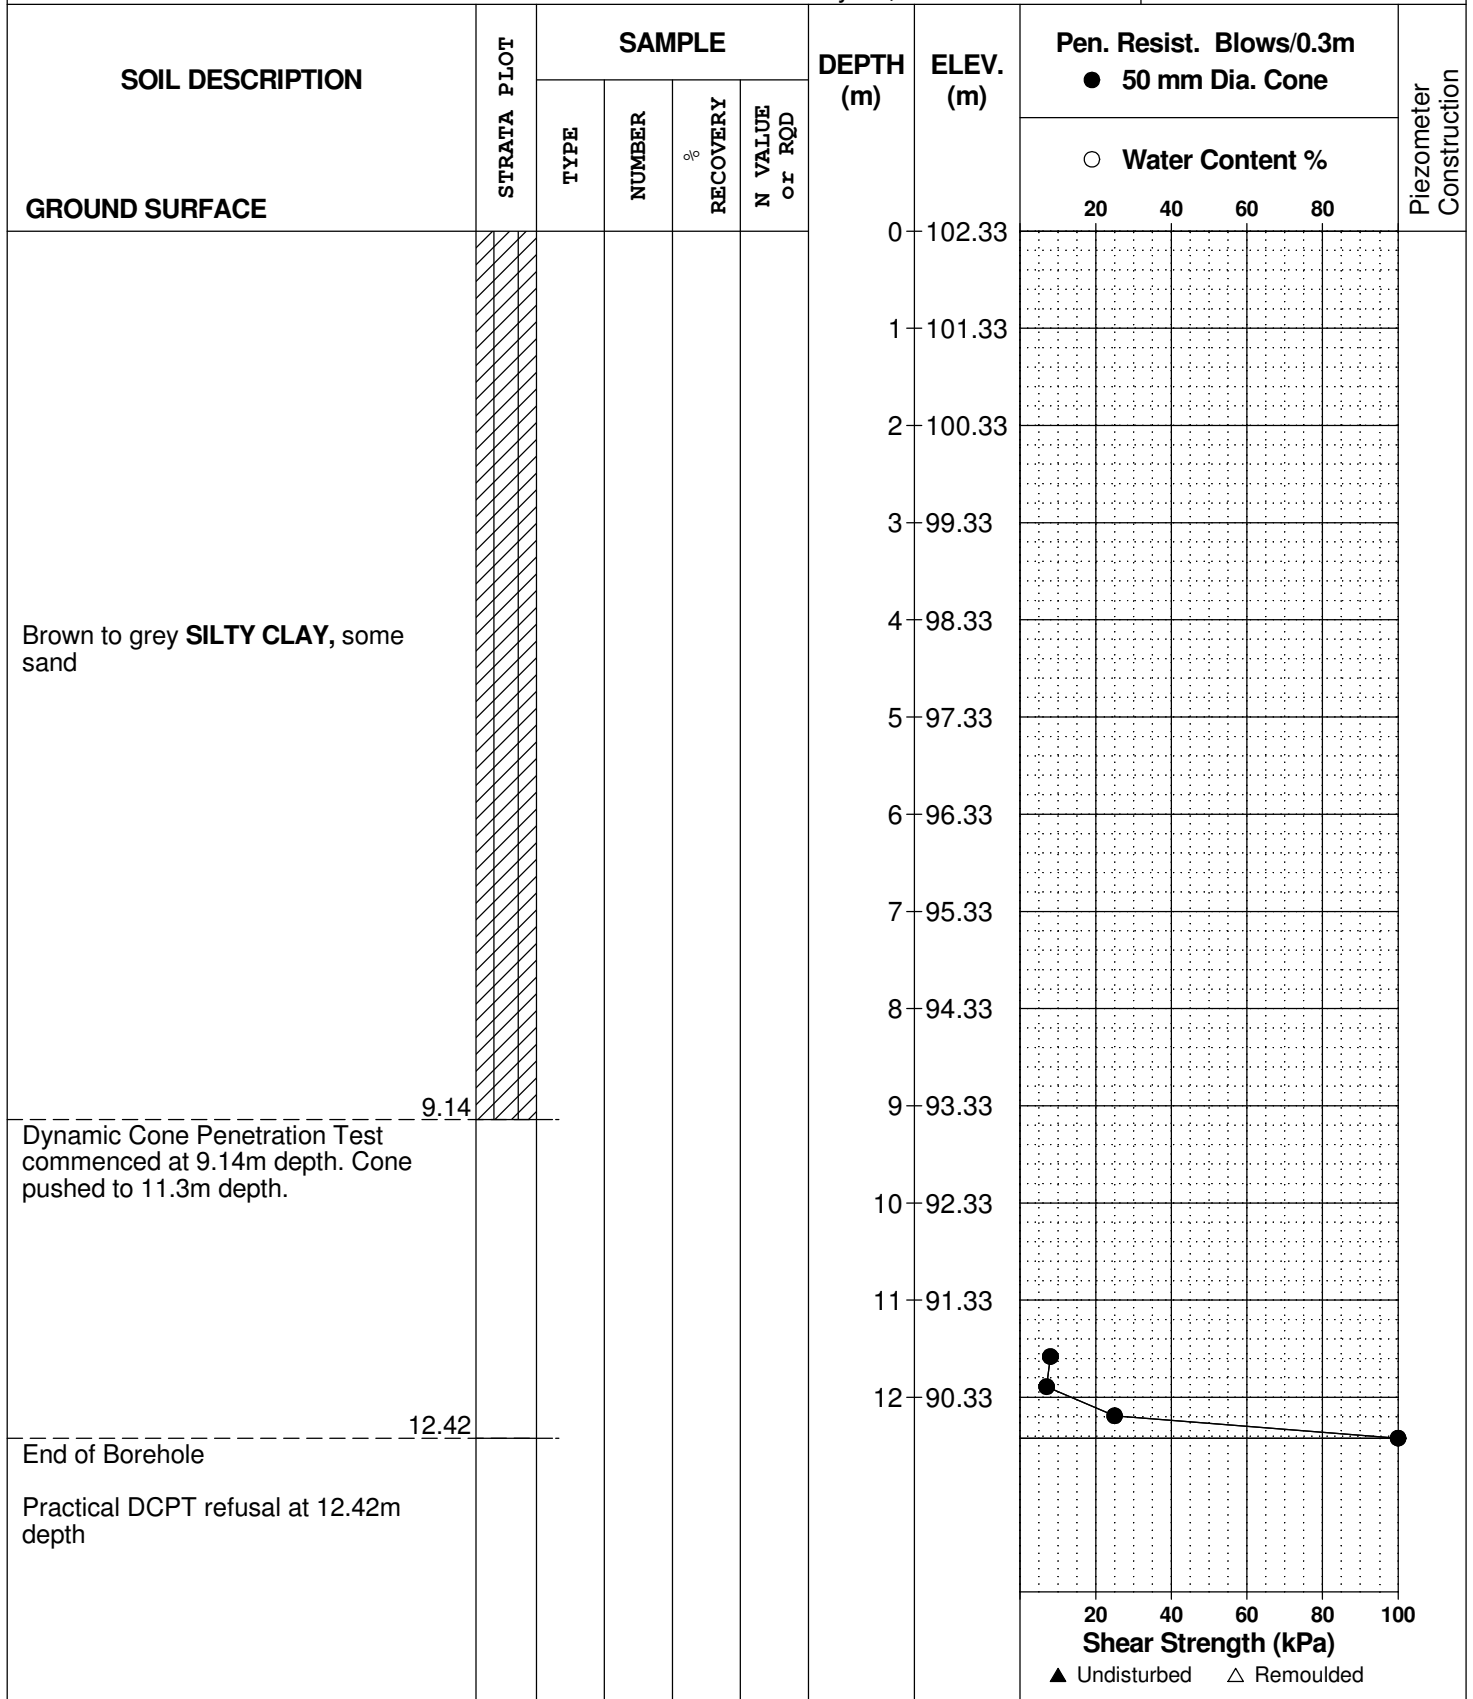 SOIL DESCRIPTION
GROUND SURFACE
STRATA PLOT
SAMPLE
TYPE
NUMBER
%
RECOVERY
N VALUE
or RQD
DEPTH
(m)
ELEV.
(m)
Pen. Resist. Blows/0.3m
● 50 mm Dia. Cone
○ Water Content %
20 40 60 80
Piezometer
Construction
0 102.33
1 101.33
2 100.33
3 99.33
4 98.33
Brown to grey SILTY CLAY, some
sand
5 97.33
6 96.33
7 95.33
8 94.33
9 93.33
9.14
Dynamic Cone Penetration Test
commenced at 9.14m depth. Cone
pushed to 11.3m depth.
10 92.33
11 91.33
12 90.33
12.42
End of Borehole
Practical DCPT refusal at 12.42m
depth
20 40 60 80 100
Shear Strength (kPa)
▲ Undisturbed △ Remoulded